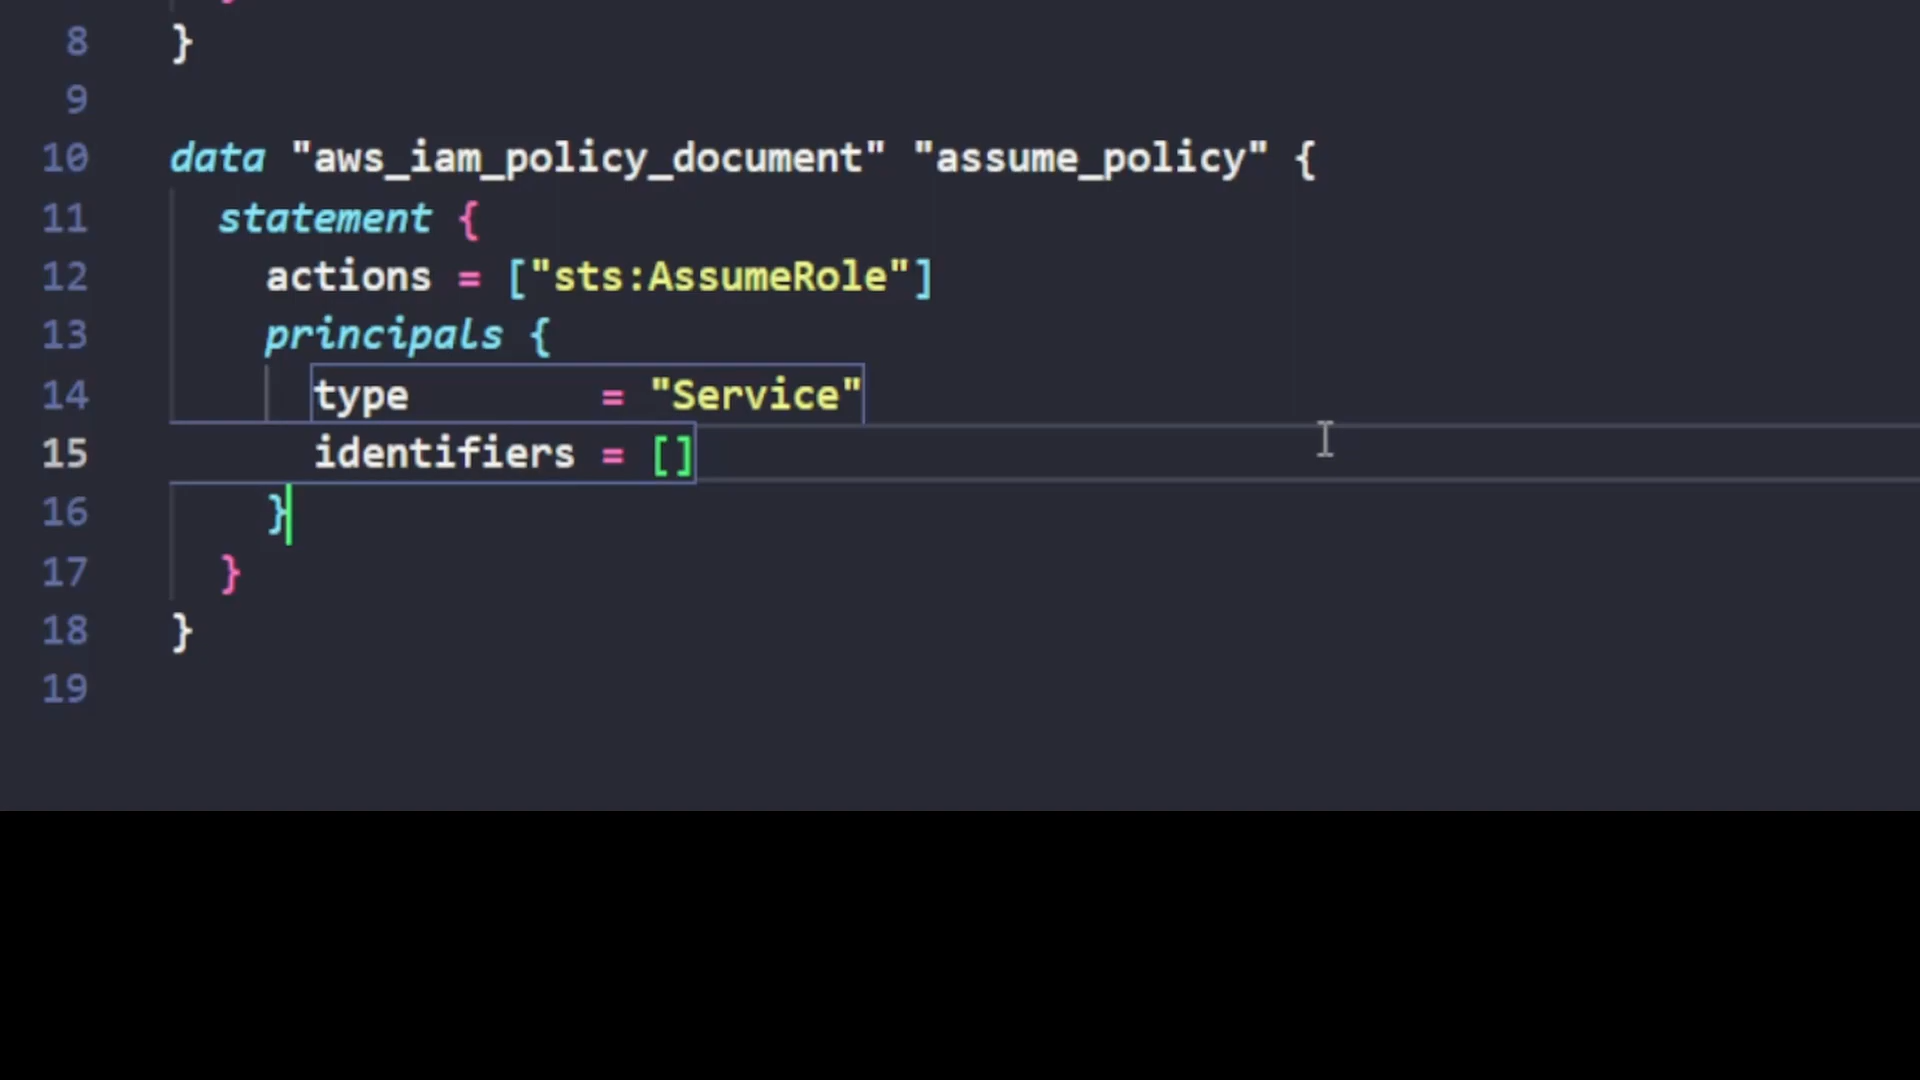 8 }
9
10 data "aws_iam_policy_document" "assume_policy" {
11 statement {
12 actions = ["sts:AssumeRole"]
13 principals {
14 type        = "Service"
15 identifiers = []
16 }
17 }
18 }
19